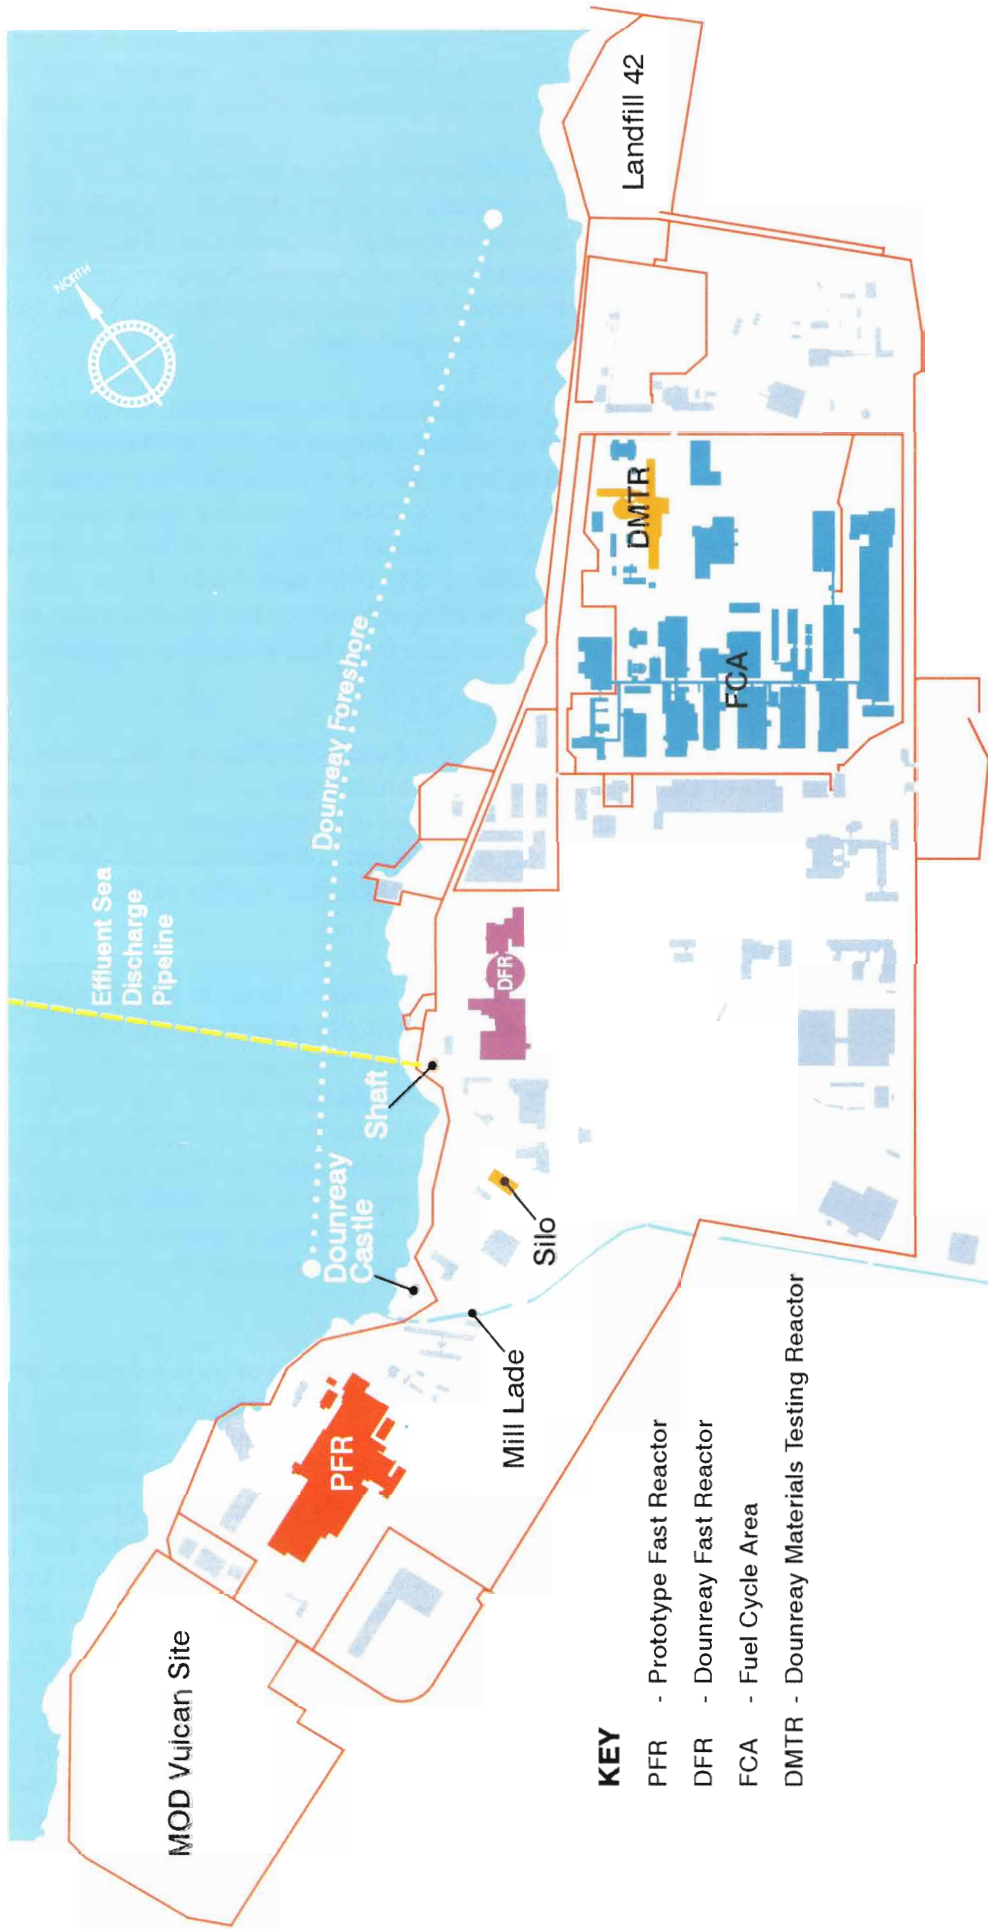 NORTH
Effluent Sea
Discharge
Pipeline
Dounreay Foreshore
Landfill 42
MOD Vulcan Site
Dounreay
Castle
Shaft
PFR
DFR
DMTR
FCA
Silo
Mill Lade
KEY
PFR - Prototype Fast Reactor
DFR - Dounreay Fast Reactor
FCA - Fuel Cycle Area
DMTR - Dounreay Materials Testing Reactor